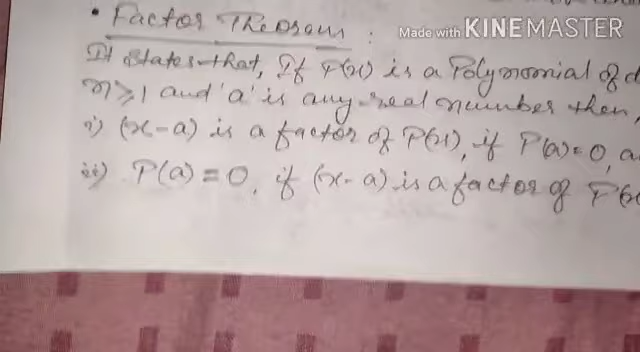 • Factor Theorem :
Made with KINEMASTER
It states that, If P(x) is a Polynomial of d
n≥1 and 'a' is any real number then,
i) (x-a) is a factor of P(x), if P(a)=0, a
ii) P(a)=0, if (x-a) is a factor of P(x